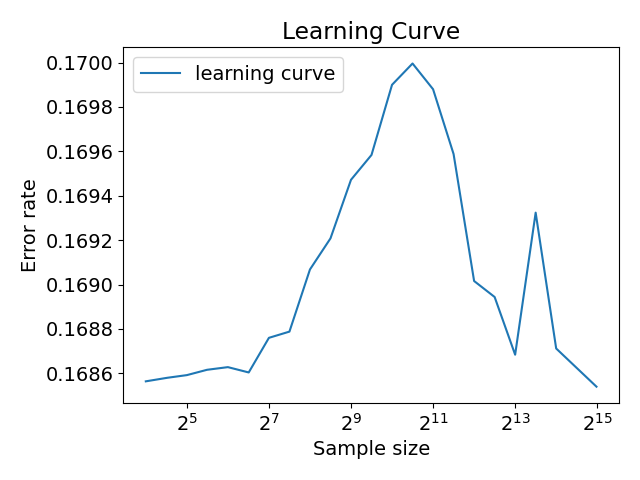 Learning Curve
learning curve
0.1700
0.1698
0.1696
0.1694
0.1692
0.1690
0.1688
0.1686
Error rate
2^5 2^7 2^9 2^11 2^13 2^15
Sample size